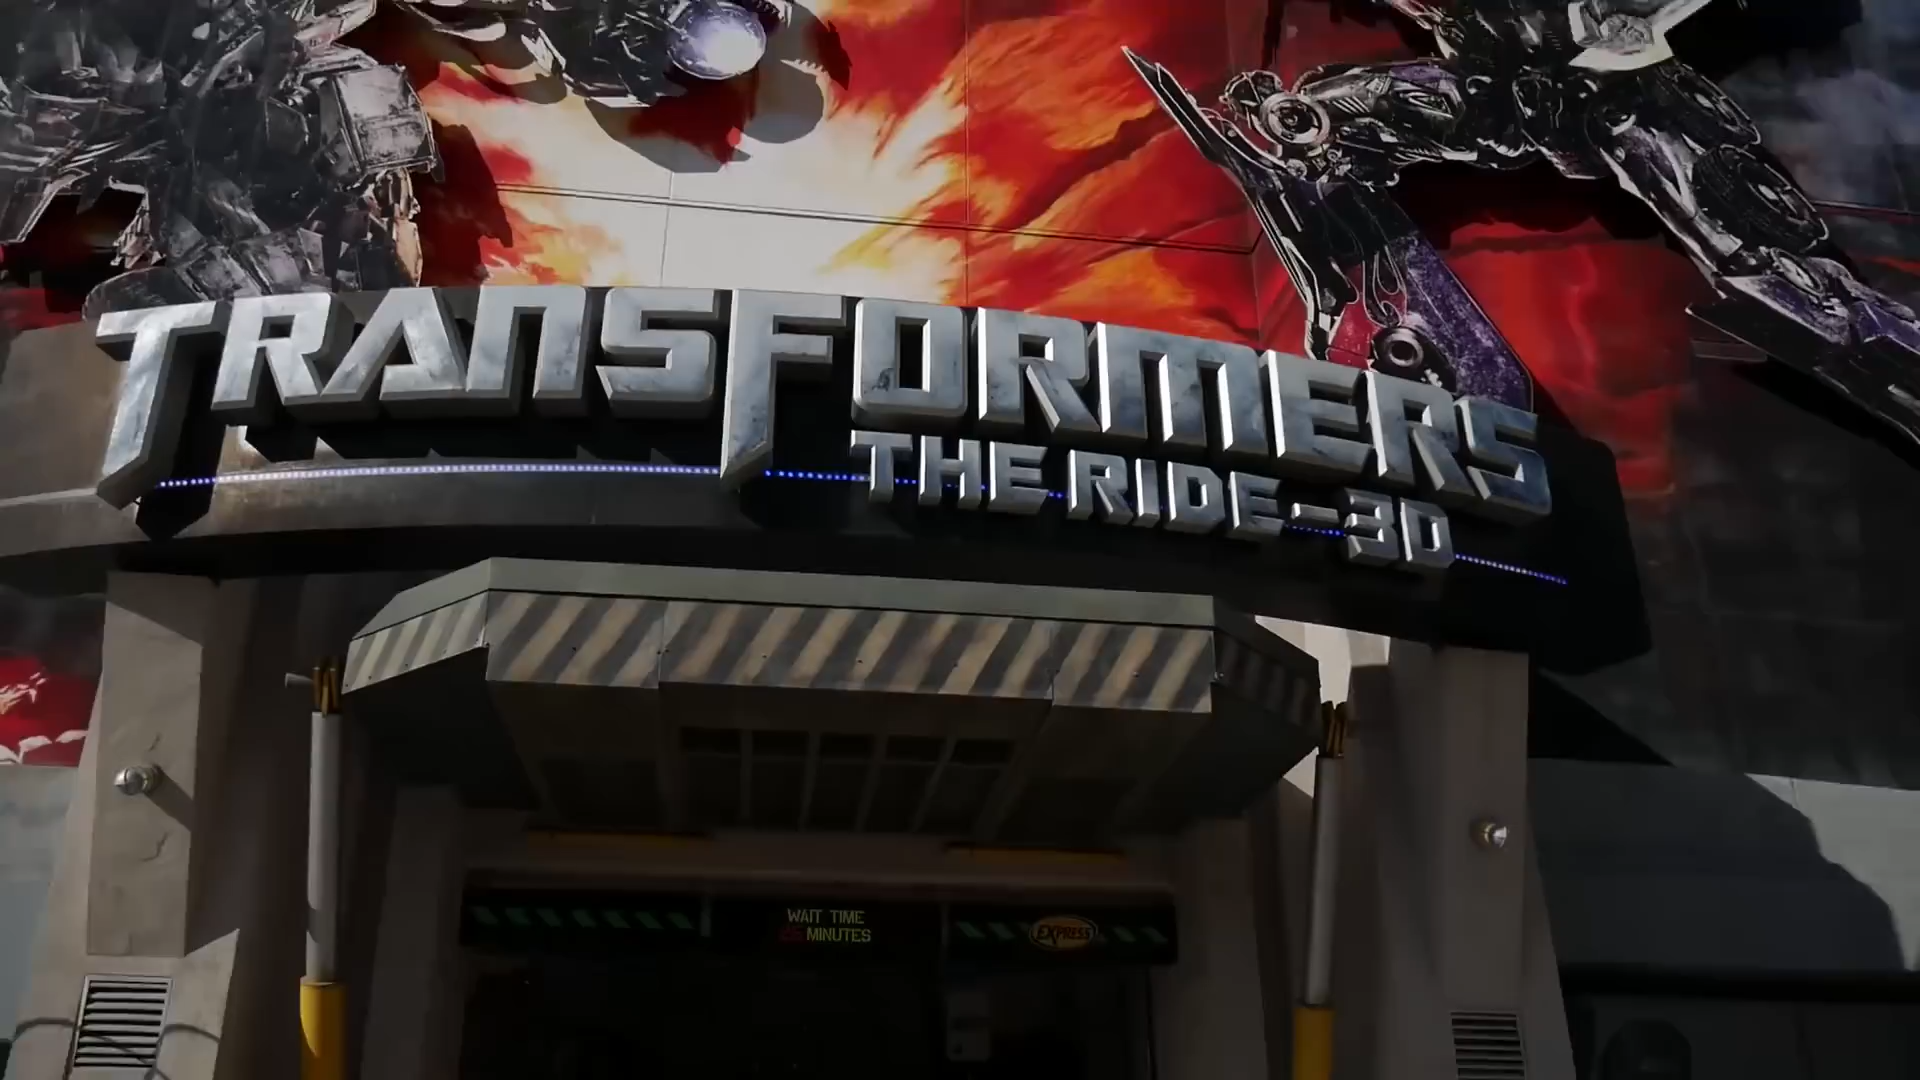 TRANSFORMERS
THE RIDE-3D
WAIT TIME
MINUTES
EXPRESS